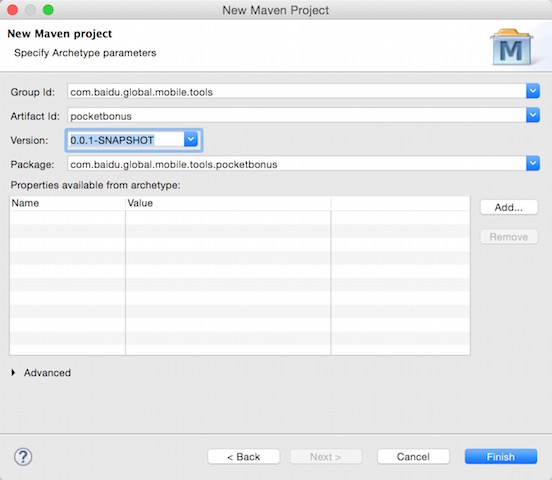 New Maven Project
New Maven project
Specify Archetype parameters
M
Group Id: com.baidu.global.mobile.tools
Artifact Id: pocketbonus
Version: 0.0.1-SNAPSHOT
Package: com.baidu.global.mobile.tools.pocketbonus
Properties available from archetype:
Name Value
Add...
Remove
Advanced
? < Back Next > Cancel Finish